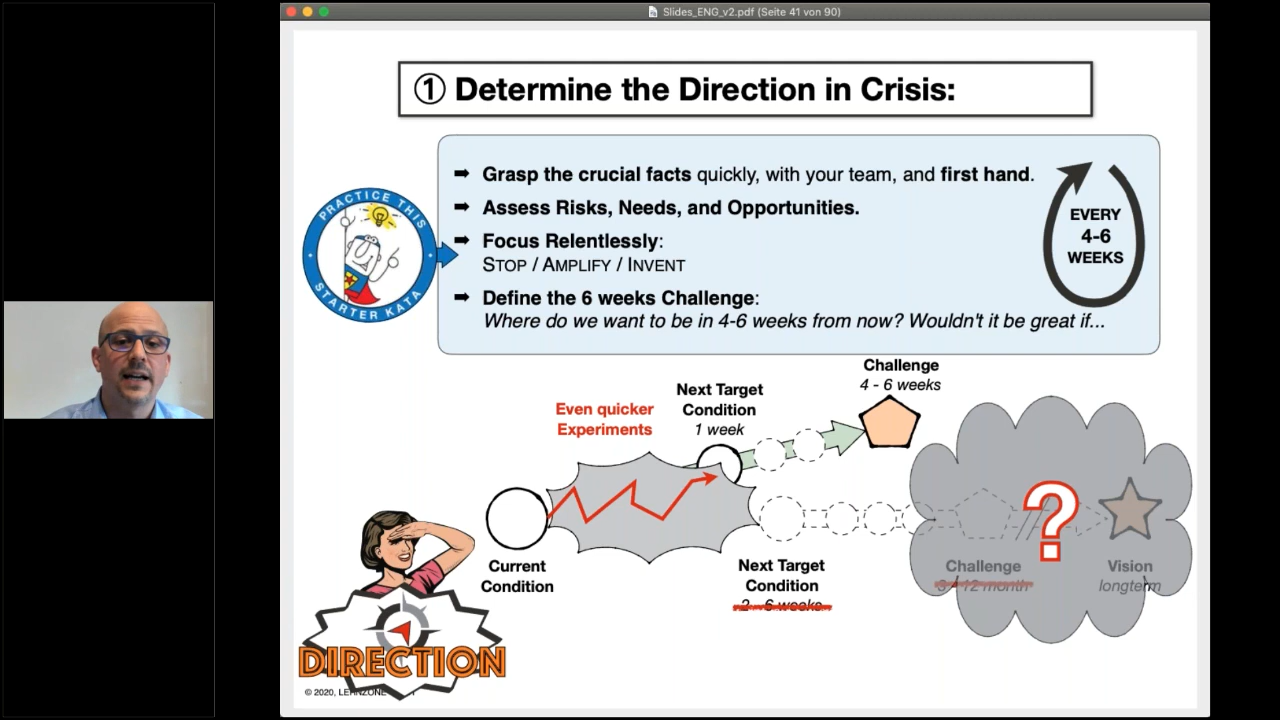 Slides_ENG_v2.pdf (Seite 41 von 90)
① Determine the Direction in Crisis:
➡ Grasp the crucial facts quickly, with your team, and first hand.
➡ Assess Risks, Needs, and Opportunities.
➡ Focus Relentlessly:
STOP / AMPLIFY / INVENT
➡ Define the 6 weeks Challenge:
Where do we want to be in 4-6 weeks from now? Wouldn't it be great if...
EVERY
4-6
WEEKS
PRACTICE THIS
STARTER KATA
Challenge
4 - 6 weeks
Next Target
Condition
1 week
Even quicker
Experiments
?
Current
Condition
Next Target
Condition
2 - 6 weeks
Challenge
3 - 12 month
Vision
longterm
DIRECTION
© 2020,